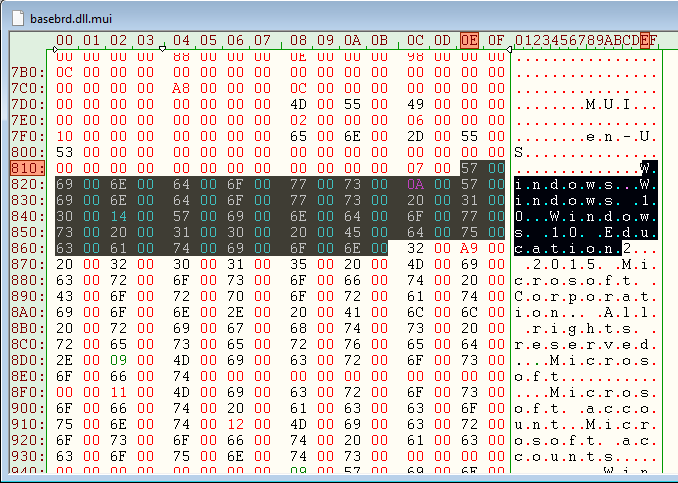 basebrd.dll.mui
00 01 02 03 04 05 06 07 08 09 0A 0B 0C 0D 0E 0F 0123456789ABCDEF
7B0: 0C 00 00 00 00 00 00 00 00 00 00 00 00 00 00 00 ................
7C0: 00 00 00 00 A8 00 00 00 0C 00 00 00 00 00 00 00 ................
7D0: 00 00 00 00 00 00 00 00 4D 00 55 00 49 00 00 00 ........M.U.I...
7E0: 00 00 00 00 00 00 00 00 02 00 00 00 06 00 00 00 ................
7F0: 10 00 00 00 00 00 00 00 65 00 6E 00 2D 00 55 00 ........e.n.-.U.
800: 53 00 00 00 00 00 00 00 00 00 00 00 00 00 00 00 S...............
810: 00 00 00 00 00 00 00 00 00 00 00 00 07 00 57 00 ..............W.
820: 69 00 6E 00 64 00 6F 00 77 00 73 00 0A 00 57 00 i.n.d.o.w.s...W.
830: 69 00 6E 00 64 00 6F 00 77 00 73 00 20 00 31 00 i.n.d.o.w.s. .1.
840: 30 00 14 00 57 00 69 00 6E 00 64 00 6F 00 77 00 0...W.i.n.d.o.w.
850: 73 00 20 00 31 00 30 00 20 00 45 00 64 00 75 00 s. .1.0. .E.d.u.
860: 63 00 61 00 74 00 69 00 6F 00 6E 00 32 00 A9 00 c.a.t.i.o.n.2...
870: 20 00 32 00 30 00 31 00 35 00 20 00 4D 00 69 00  .2.0.1.5. .M.i.
880: 63 00 72 00 6F 00 73 00 6F 00 66 00 74 00 20 00 c.r.o.s.o.f.t. .
890: 43 00 6F 00 72 00 70 00 6F 00 72 00 61 00 74 00 C.o.r.p.o.r.a.t.
8A0: 69 00 6F 00 6E 00 2E 00 20 00 41 00 6C 00 6C 00 i.o.n... .A.l.l.
8B0: 20 00 72 00 69 00 67 00 68 00 74 00 73 00 20 00  .r.i.g.h.t.s. .
8C0: 72 00 65 00 73 00 65 00 72 00 76 00 65 00 64 00 r.e.s.e.r.v.e.d.
8D0: 2E 00 09 00 4D 00 69 00 63 00 72 00 6F 00 73 00 ....M.i.c.r.o.s.
8E0: 6F 00 66 00 74 00 00 00 00 00 00 00 00 00 00 00 o.f.t...........
8F0: 00 00 11 00 4D 00 69 00 63 00 72 00 6F 00 73 00 ....M.i.c.r.o.s.
900: 6F 00 66 00 74 00 20 00 61 00 63 00 63 00 6F 00 o.f.t. .a.c.c.o.
910: 75 00 6E 00 74 00 12 00 4D 00 69 00 63 00 72 00 u.n.t...M.i.c.r.
920: 6F 00 73 00 6F 00 66 00 74 00 20 00 61 00 63 00 o.s.o.f.t. .a.c.
930: 63 00 6F 00 75 00 6E 00 74 00 73 00 00 00 00 00 c.o.u.n.t.s.....